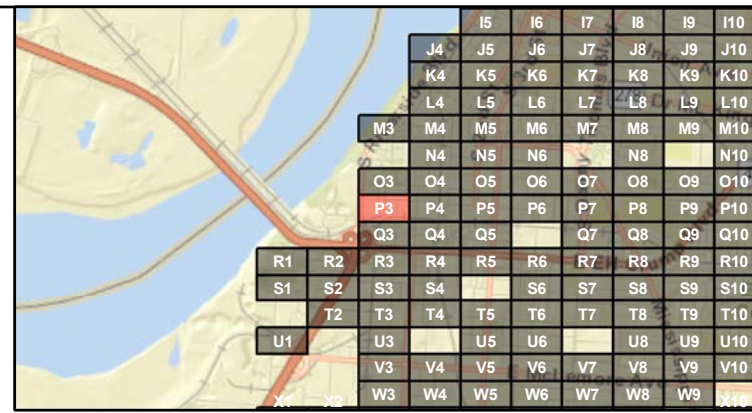 I5 I6 I7 I8 I9 I10
J4 J5 J6 J7 J8 J9 J10
K4 K5 K6 K7 K8 K9 K10
L4 L5 L6 L7 L8 L9 L10
M3 M4 M5 M6 M7 M8 M9 M10
N4 N5 N6 N8 N10
O3 O4 O5 O6 O7 O8 O9 O10
P3 P4 P5 P6 P7 P8 P9 P10
Q3 Q4 Q5 Q7 Q8 Q9 Q10
R1 R2 R3 R4 R5 R6 R7 R8 R9 R10
S1 S2 S3 S4 S6 S7 S8 S9 S10
T2 T3 T4 T5 T6 T7 T8 T9 T10
U1 U3 U5 U6 U8 U9 U10
V3 V4 V5 V6 V7 V8 V9 V10
E McLemore Ave
X1 X2 W3 W4 W5 W6 W7 W8 W9 X10